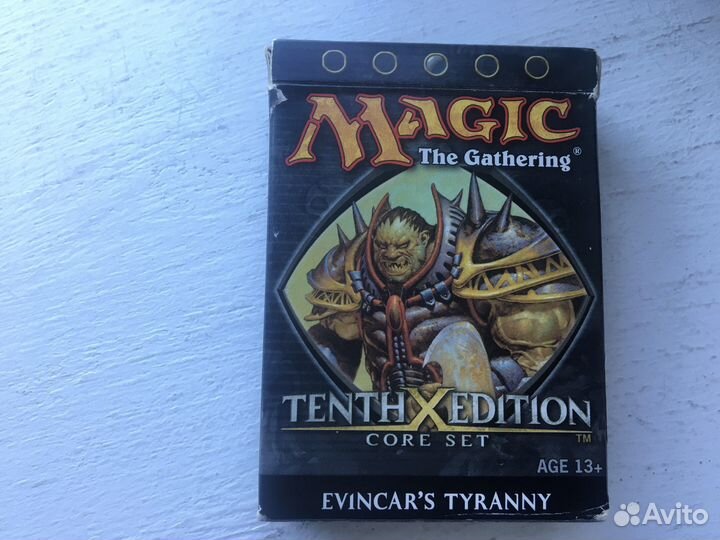 MAGIC
The Gathering®
TENTH X EDITION
CORE SET ™
AGE 13+
EVINCAR'S TYRANNY
Avito